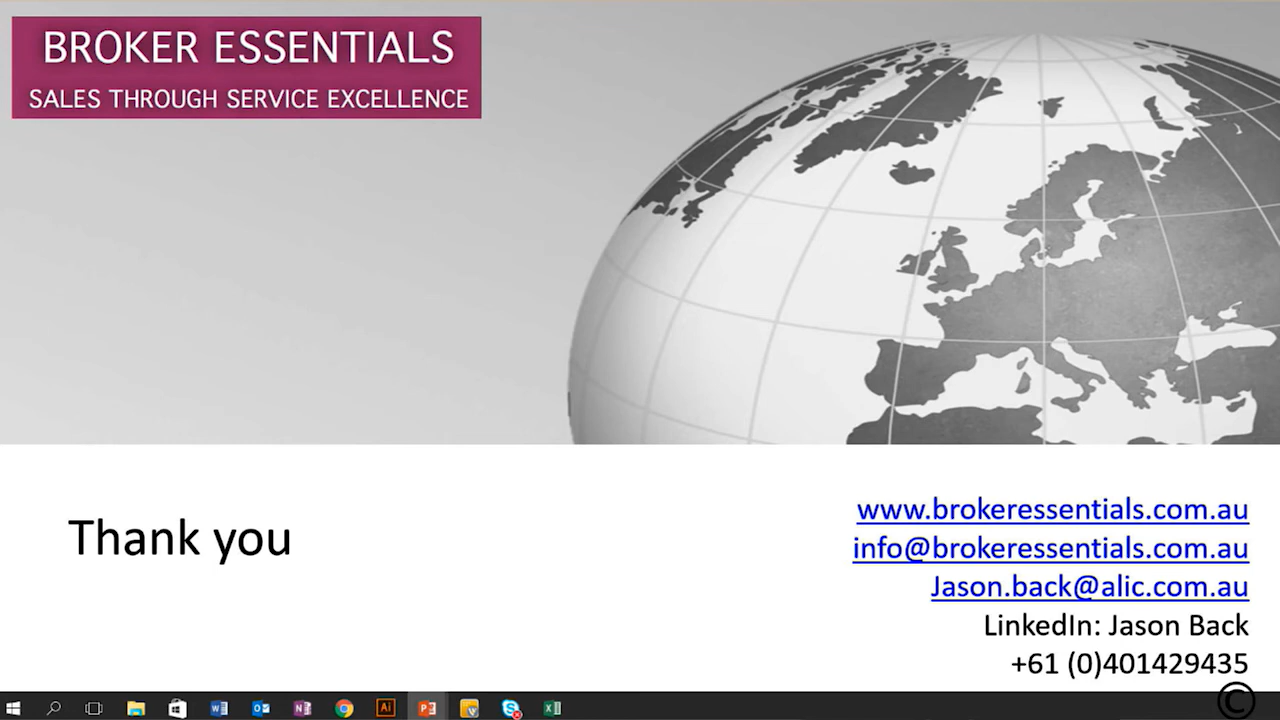 BROKER ESSENTIALS
SALES THROUGH SERVICE EXCELLENCE
Thank you
www.brokeressentials.com.au
info@brokeressentials.com.au
Jason.back@alic.com.au
LinkedIn: Jason Back
+61 (0)401429435
©